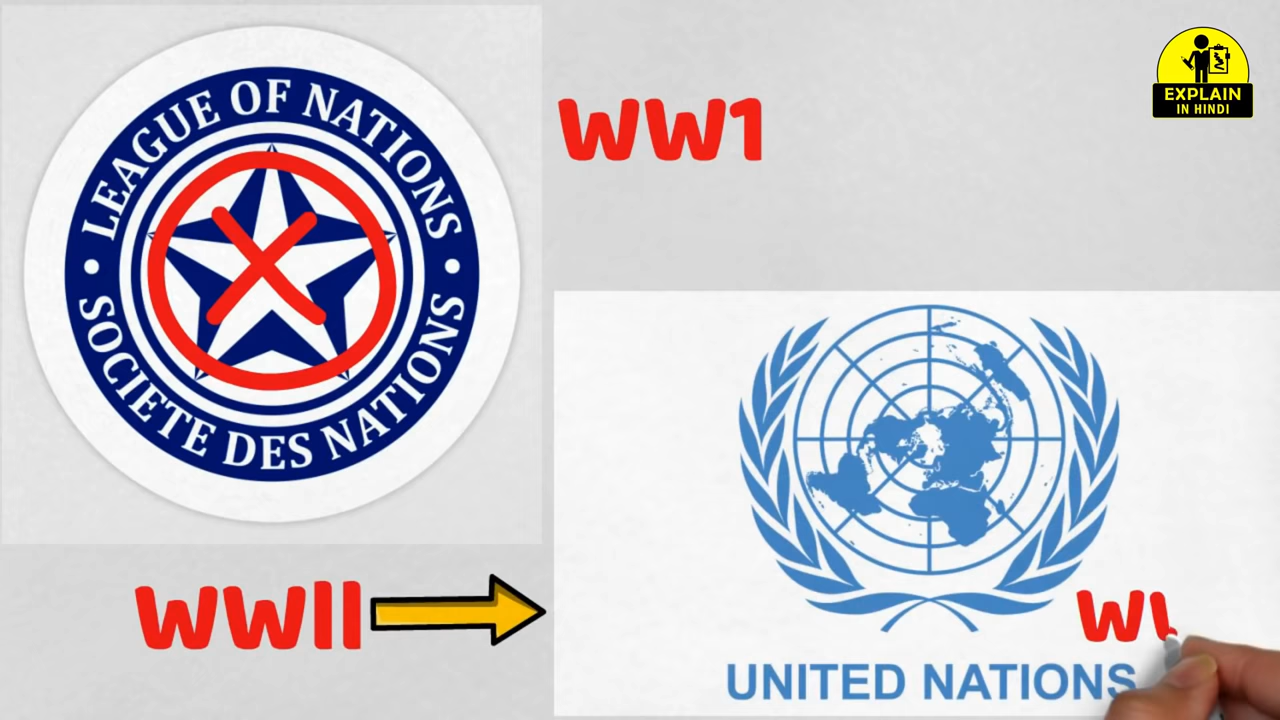 LEAGUE OF NATIONS
SOCIETE DES NATIONS
WW1
EXPLAIN
IN HINDI
WWII
UNITED NATIONS